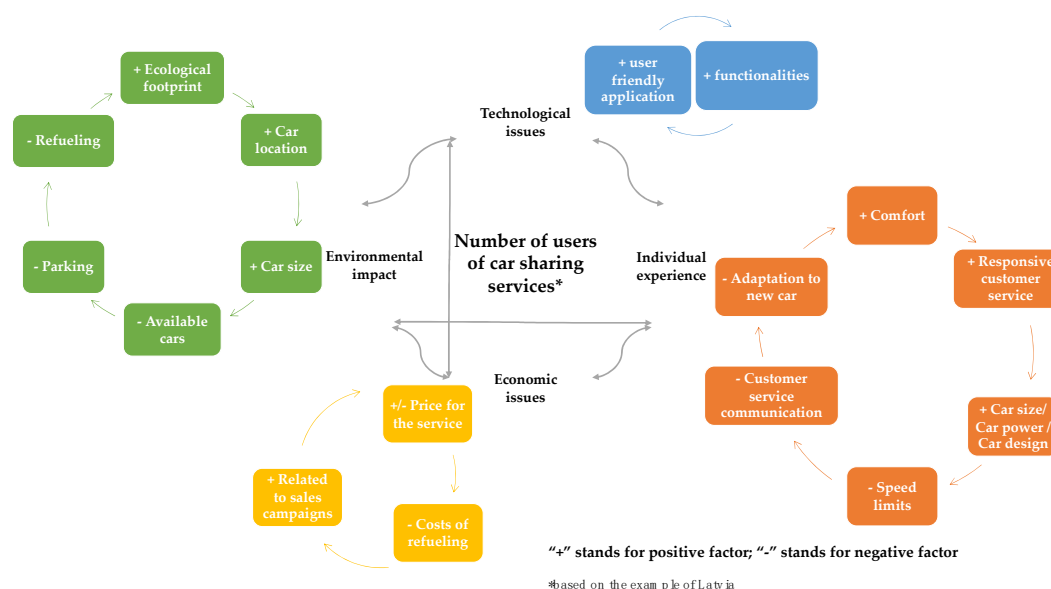 + Ecological
footprint
+ Car
location
+ Car size
- Available
cars
- Parking
- Refueling
Technological
issues
+ user
friendly
application
+ functionalities
Environmental
impact
Number of users
of car sharing
services*
Individual
experience
Economic
issues
+ Comfort
+ Responsive
customer
service
+ Car size/
Car power /
Car design
- Speed
limits
- Customer
service
communication
- Adaptation to
new car
+/- Price for
the service
- Costs of
refueling
+ Related
to sales
campaigns
“+” stands for positive factor; “-” stands for negative factor
*based on the example of Latvia